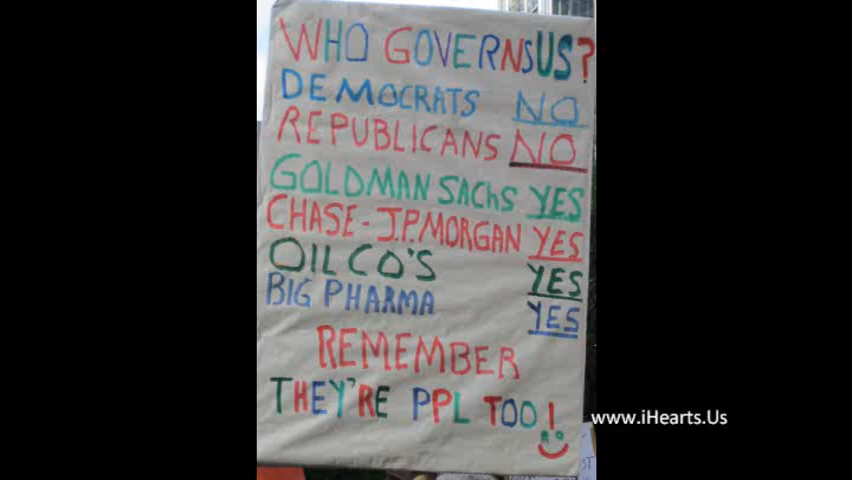 WHO GOVERNS US?
DEMOCRATS NO
REPUBLICANS NO
GOLDMAN SAChS YES
CHASE - J.P. MORGAN YES
OIL CO'S YES
BIG PHARMA YES
REMEMBER
THEY'RE PPL TOO!
www.iHearts.Us